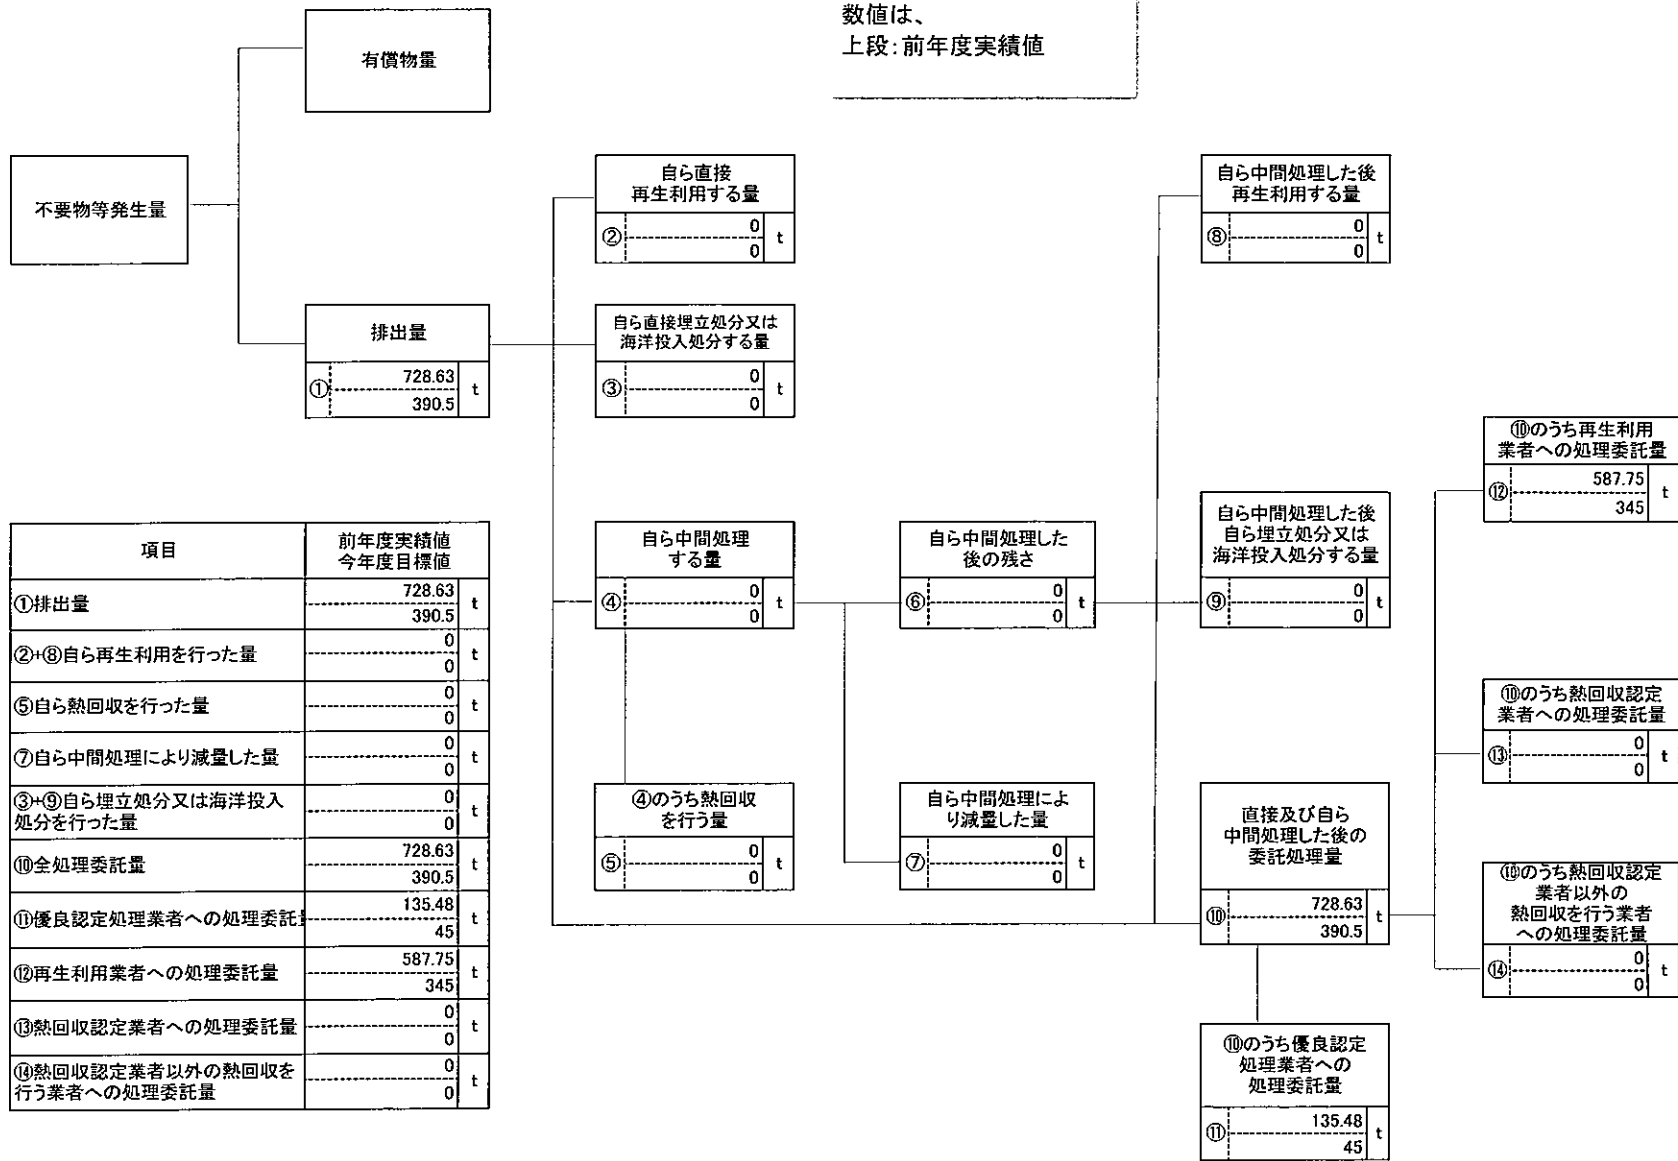 数値は、
上段:前年度実績値
有償物量
不要物等発生量
排出量
① 728.63 t
390.5
自ら直接
再生利用する量
② 0 t
0
自ら直接埋立処分又は
海洋投入処分する量
③ 0 t
0
自ら中間処理した後
再生利用する量
⑧ 0 t
0
自ら中間処理
する量
④ 0 t
0
自ら中間処理した
後の残さ
⑥ 0 t
0
自ら中間処理した後
自ら埋立処分又は
海洋投入処分する量
⑨ 0 t
0
⑩のうち再生利用
業者への処理委託量
⑫ 587.75 t
345
⑩のうち熱回収認定
業者への処理委託量
⑬ 0 t
0
④のうち熱回収
を行う量
⑤ 0 t
0
自ら中間処理によ
り減量した量
⑦ 0 t
0
直接及び自ら
中間処理した後の
委託処理量
⑩ 728.63 t
390.5
⑩のうち熱回収認定
業者以外の
熱回収を行う業者
への処理委託量
⑭ 0 t
0
⑩のうち優良認定
処理業者への
処理委託量
⑪ 135.48 t
45
項目 前年度実績値
今年度目標値
①排出量 728.63 t
390.5
②+⑧自ら再生利用を行った量 0 t
0
⑤自ら熱回収を行った量 0 t
0
⑦自ら中間処理により減量した量 0 t
0
③+⑨自ら埋立処分又は海洋投入
処分を行った量 0 t
0
⑩全処理委託量 728.63 t
390.5
⑪優良認定処理業者への処理委託 135.48 t
45
⑫再生利用業者への処理委託量 587.75 t
345
⑬熱回収認定業者への処理委託量 0 t
0
⑭熱回収認定業者以外の熱回収を
行う業者への処理委託量 0 t
0